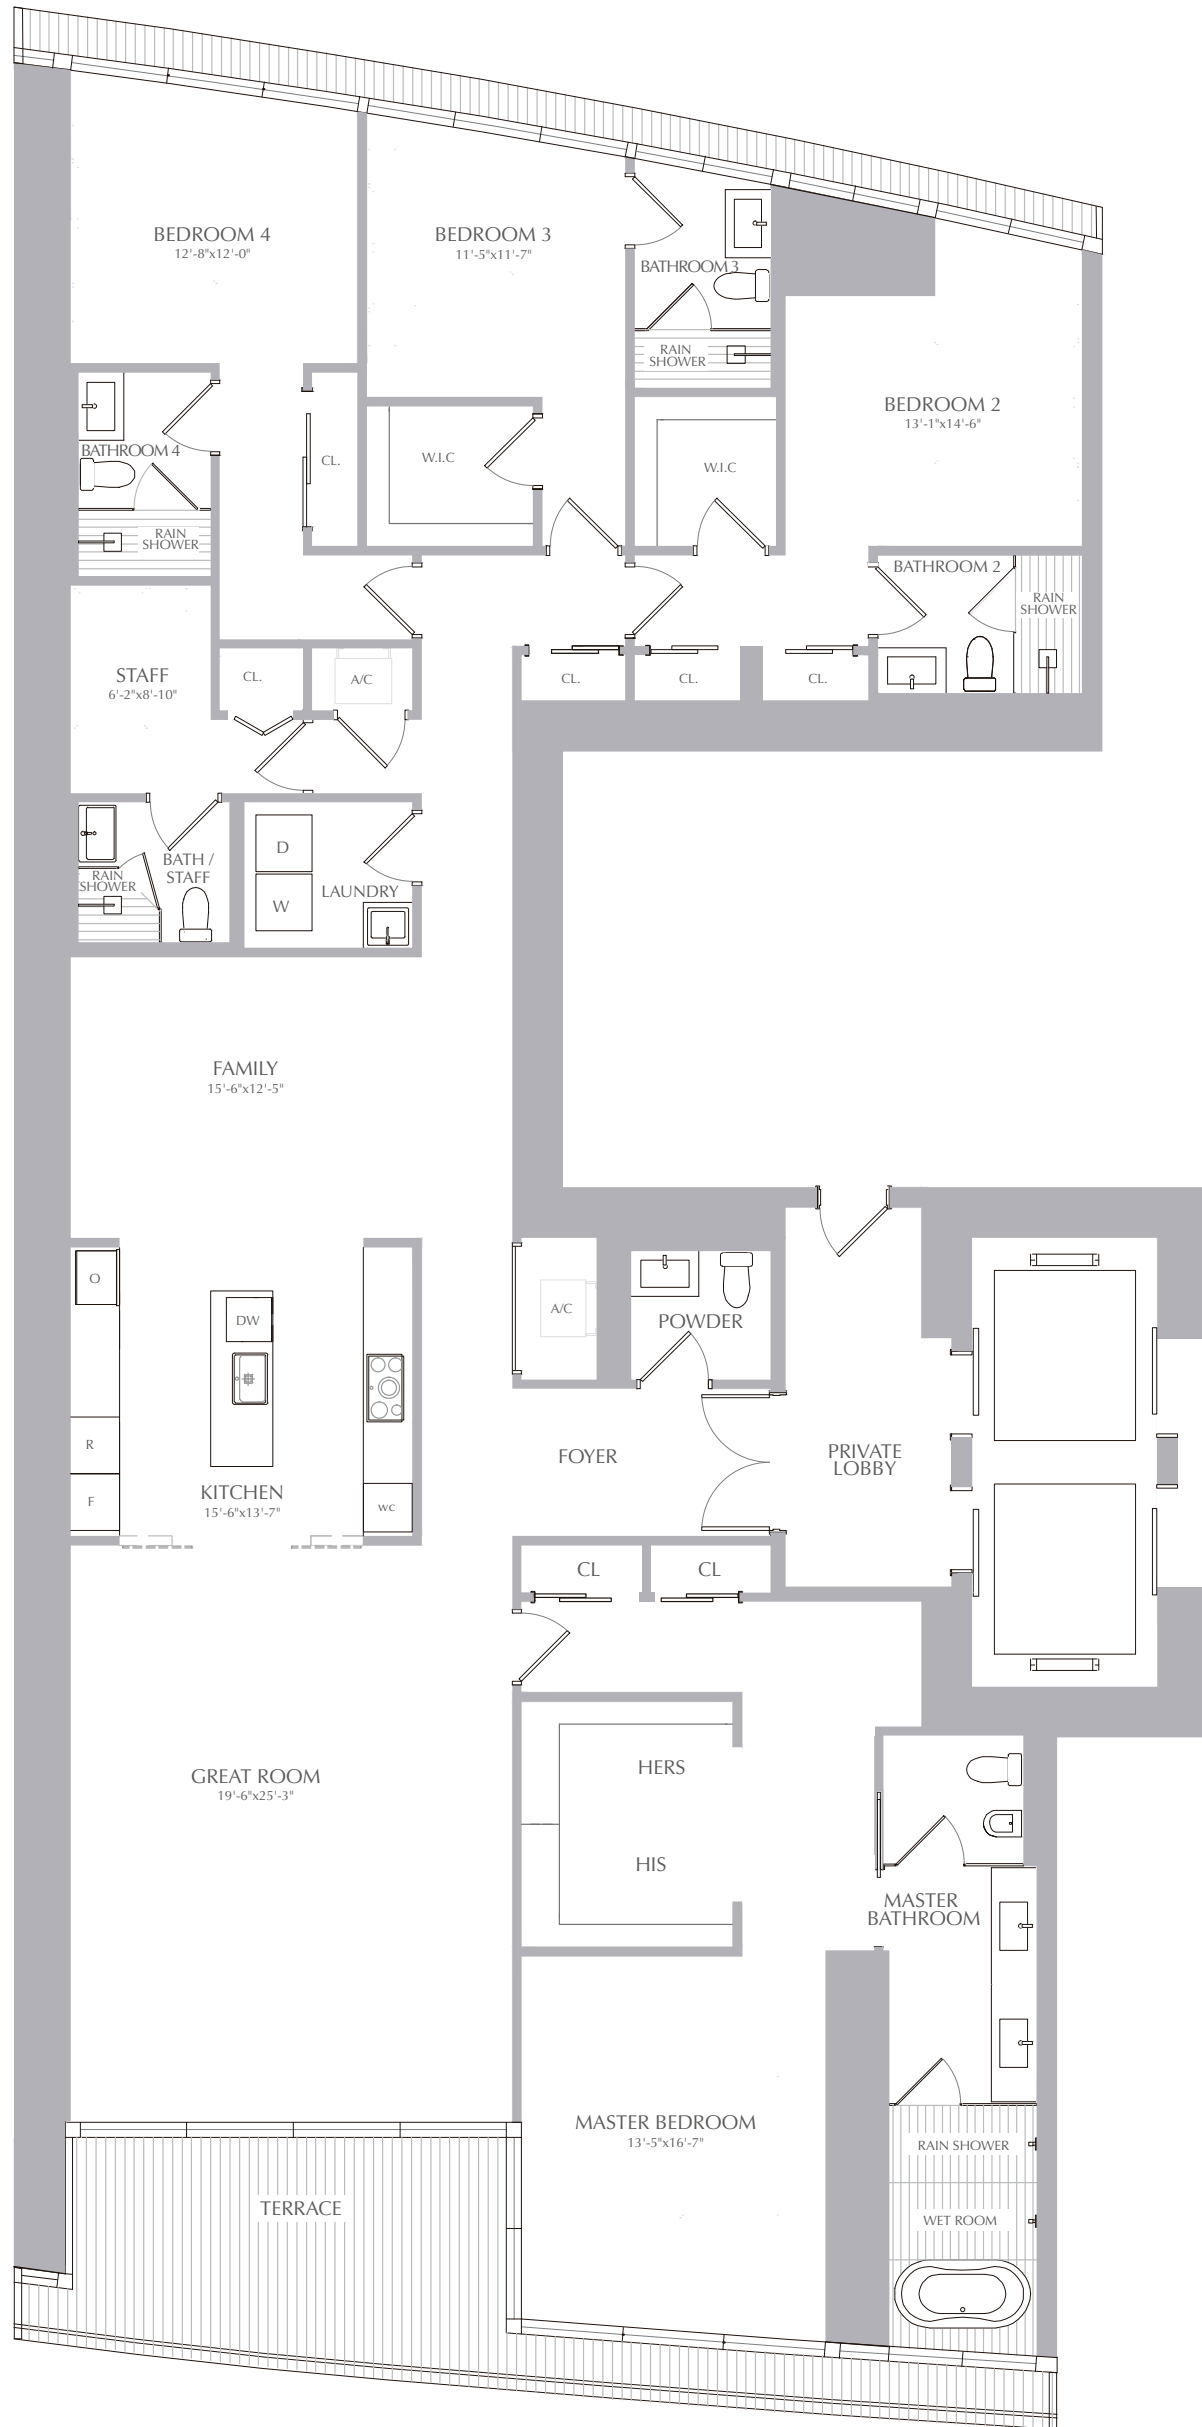 BEDROOM 4
12'-8"x12'-0"
BEDROOM 3
11'-5"x11'-7"
BATHROOM 3
RAIN
SHOWER
BEDROOM 2
13'-1"x14'-6"
BATHROOM 4
RAIN
SHOWER
CL.
W.I.C
W.I.C
BATHROOM 2
RAIN
SHOWER
STAFF
6'-2"x8'-10"
CL.
A/C
CL.
CL.
CL.
BATH /
STAFF
RAIN
SHOWER
D
W
LAUNDRY
FAMILY
15'-6"x12'-5"
O
DW
R
F
KITCHEN
15'-6"x13'-7"
wc
A/C
POWDER
FOYER
PRIVATE
LOBBY
CL
CL
GREAT ROOM
19'-6"x25'-3"
HERS
HIS
MASTER
BATHROOM
MASTER BEDROOM
13'-5"x16'-7"
RAIN SHOWER
WET ROOM
TERRACE